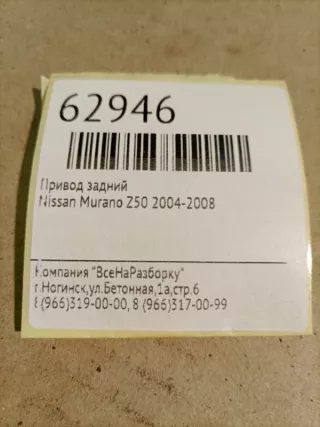 62946
Привод задний
Nissan Murano Z50 2004-2008
Компания "ВсеНаРазборку"
г.Ногинск,ул.Бетонная,1а,стр.6
8(966)319-00-00, 8 (966)317-00-99